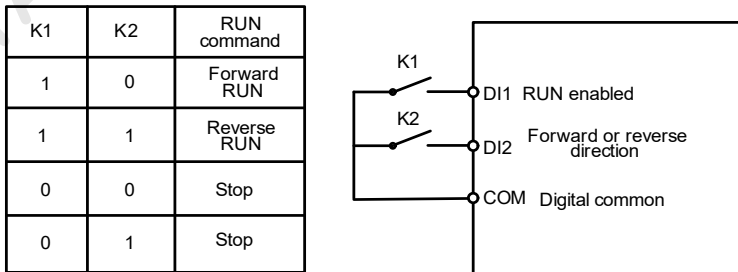 K1 K2 RUN command
1 0 Forward RUN
1 1 Reverse RUN
0 0 Stop
0 1 Stop
K1
DI1 RUN enabled
K2
DI2 Forward or reverse direction
COM Digital common